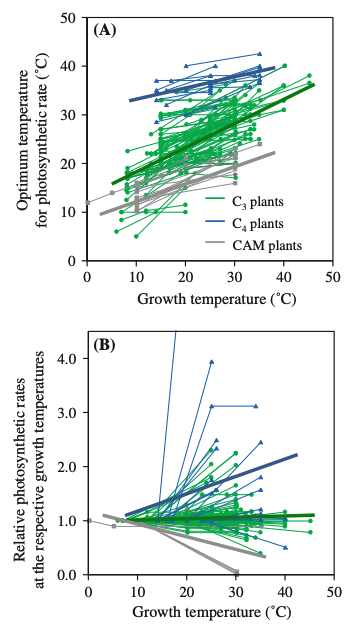 (A)
Optimum temperature
for photosynthetic rate (˚C)
50
40
30
20
10
0
C3 plants
C4 plants
CAM plants
0 10 20 30 40 50
Growth temperature (˚C)
(B)
Relative photosynthetic rates
at the respective growth temperatures
4.0
3.0
2.0
1.0
0.0
0 10 20 30 40 50
Growth temperature (˚C)